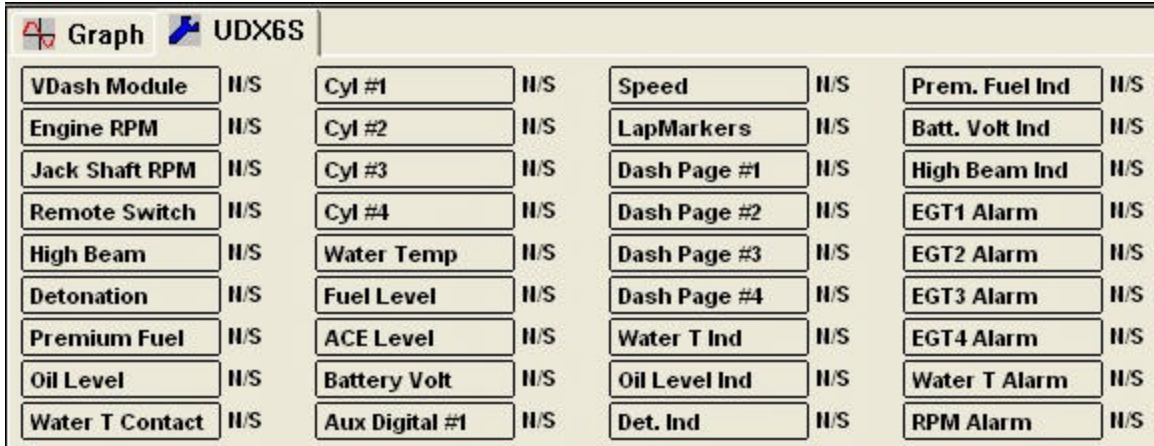 Graph UDX6S
VDash Module N/S Cyl #1 N/S Speed N/S Prem. Fuel Ind N/S
Engine RPM N/S Cyl #2 N/S LapMarkers N/S Batt. Volt Ind N/S
Jack Shaft RPM N/S Cyl #3 N/S Dash Page #1 N/S High Beam Ind N/S
Remote Switch N/S Cyl #4 N/S Dash Page #2 N/S EGT1 Alarm N/S
High Beam N/S Water Temp N/S Dash Page #3 N/S EGT2 Alarm N/S
Detonation N/S Fuel Level N/S Dash Page #4 N/S EGT3 Alarm N/S
Premium Fuel N/S ACE Level N/S Water T Ind N/S EGT4 Alarm N/S
Oil Level N/S Battery Volt N/S Oil Level Ind N/S Water T Alarm N/S
Water T Contact N/S Aux Digital #1 N/S Det. Ind N/S RPM Alarm N/S